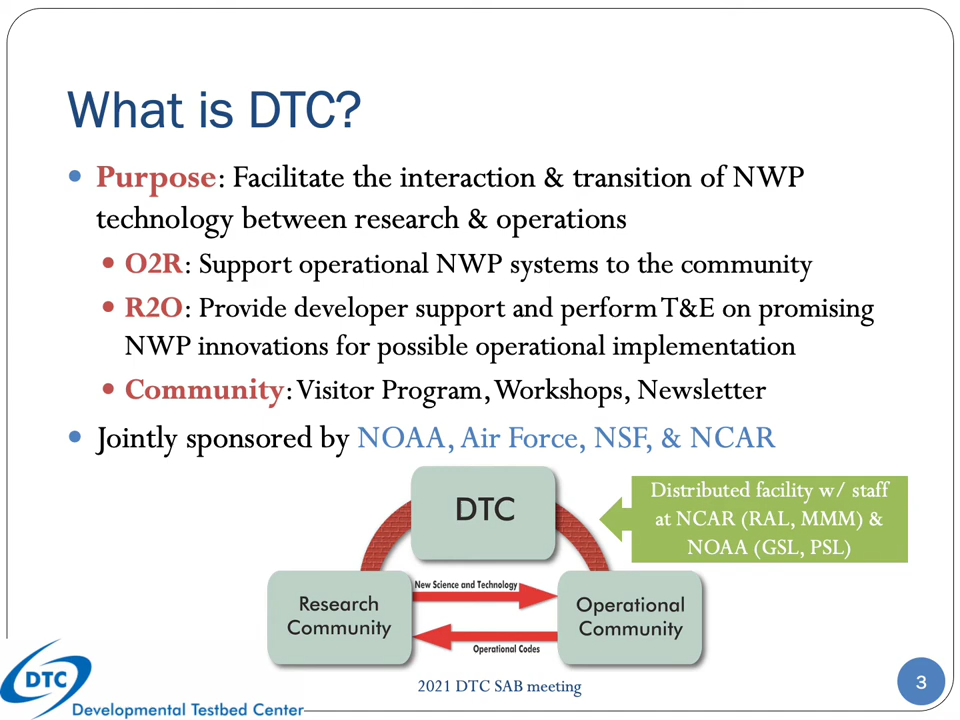 What is DTC?
• Purpose: Facilitate the interaction & transition of NWP
technology between research & operations
• O2R: Support operational NWP systems to the community
• R2O: Provide developer support and perform T&E on promising
NWP innovations for possible operational implementation
• Community: Visitor Program, Workshops, Newsletter
• Jointly sponsored by NOAA, Air Force, NSF, & NCAR
DTC
Distributed facility w/ staff
at NCAR (RAL, MMM) &
NOAA (GSL, PSL)
Research
Community
New Science and Technology
Operational Codes
Operational
Community
DTC
Developmental Testbed Center
2021 DTC SAB meeting
3